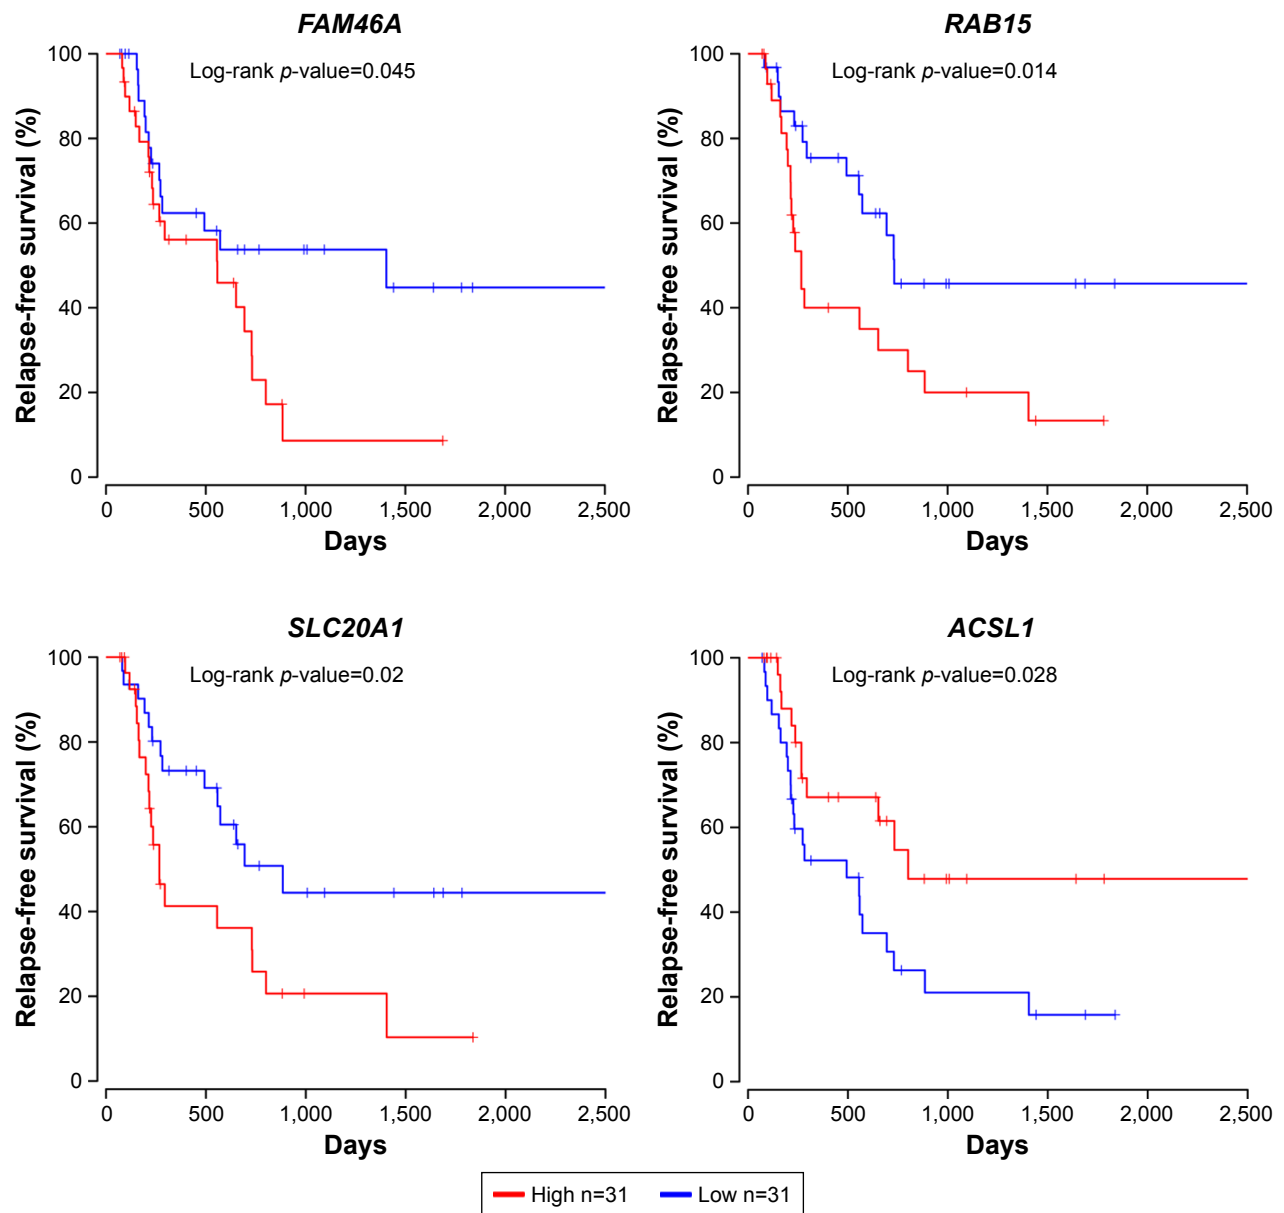 FAM46A
Log-rank p-value=0.045
Relapse-free survival (%)
100
80
60
40
20
0
0 500 1,000 1,500 2,000 2,500
Days
RAB15
Log-rank p-value=0.014
Relapse-free survival (%)
100
80
60
40
20
0
0 500 1,000 1,500 2,000 2,500
Days
SLC20A1
Log-rank p-value=0.02
Relapse-free survival (%)
100
80
60
40
20
0
0 500 1,000 1,500 2,000 2,500
Days
ACSL1
Log-rank p-value=0.028
Relapse-free survival (%)
100
80
60
40
20
0
0 500 1,000 1,500 2,000 2,500
Days
High n=31 Low n=31